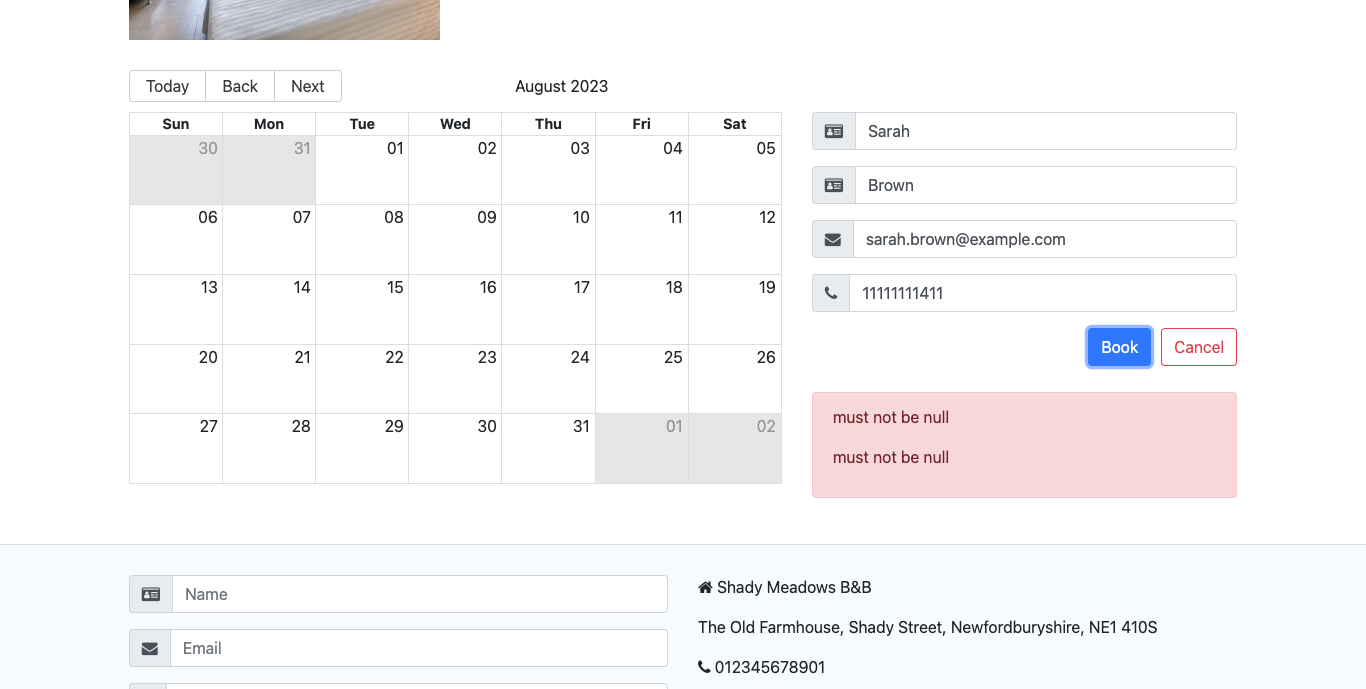 Today Back Next August 2023
Sun Mon Tue Wed Thu Fri Sat
30 31 01 02 03 04 05
06 07 08 09 10 11 12
13 14 15 16 17 18 19
20 21 22 23 24 25 26
27 28 29 30 31 01 02
Sarah
Brown
sarah.brown@example.com
11111111411
Book Cancel
must not be null
must not be null
Name
Email
Shady Meadows B&B
The Old Farmhouse, Shady Street, Newfordburyshire, NE1 410S
012345678901